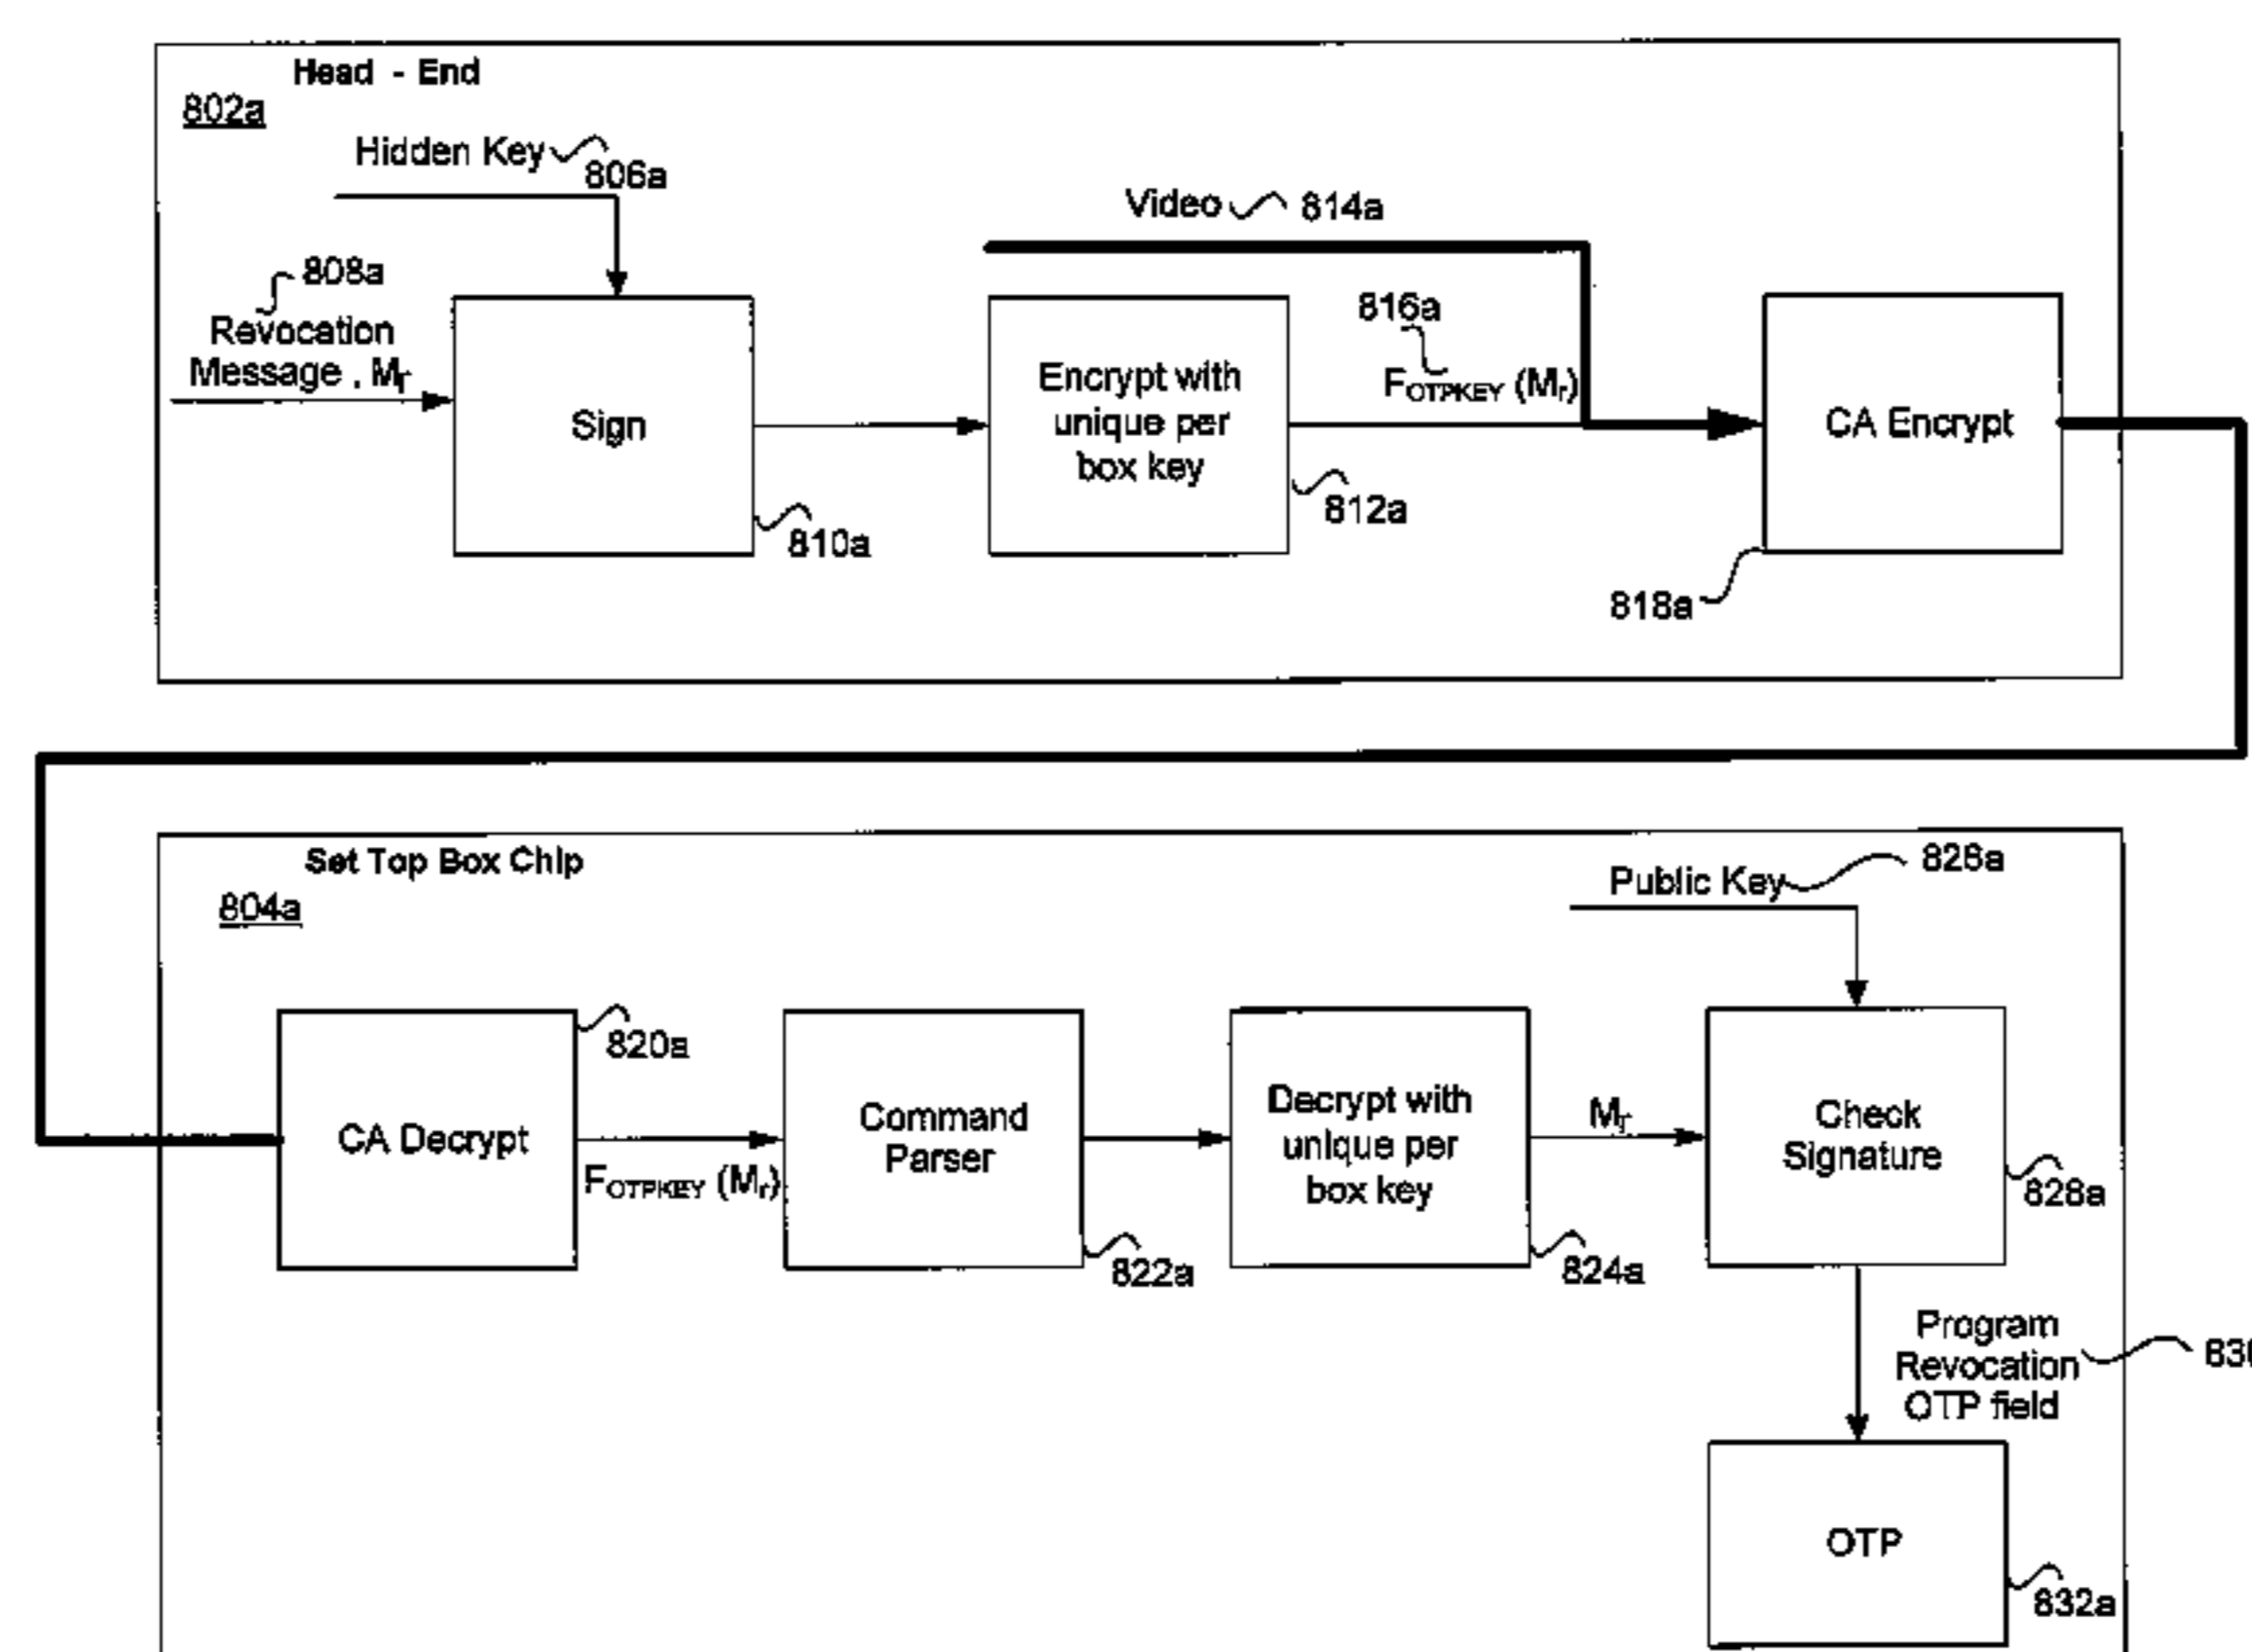 Head - End
802a
Hidden Key
806a
Video
814a
808a
Revocation
Message , Mr
Sign
810a
Encrypt with
unique per
box key
812a
816a
FOTPKEY (Mr)
CA Encrypt
818a
Set Top Box Chip
804a
Public Key
826a
CA Decrypt
820a
FOTPKEY (Mr)
Command
Parser
822a
Decrypt with
unique per
box key
824a
Mr
Check
Signature
828a
Program
Revocation
OTP field
OTP
832a